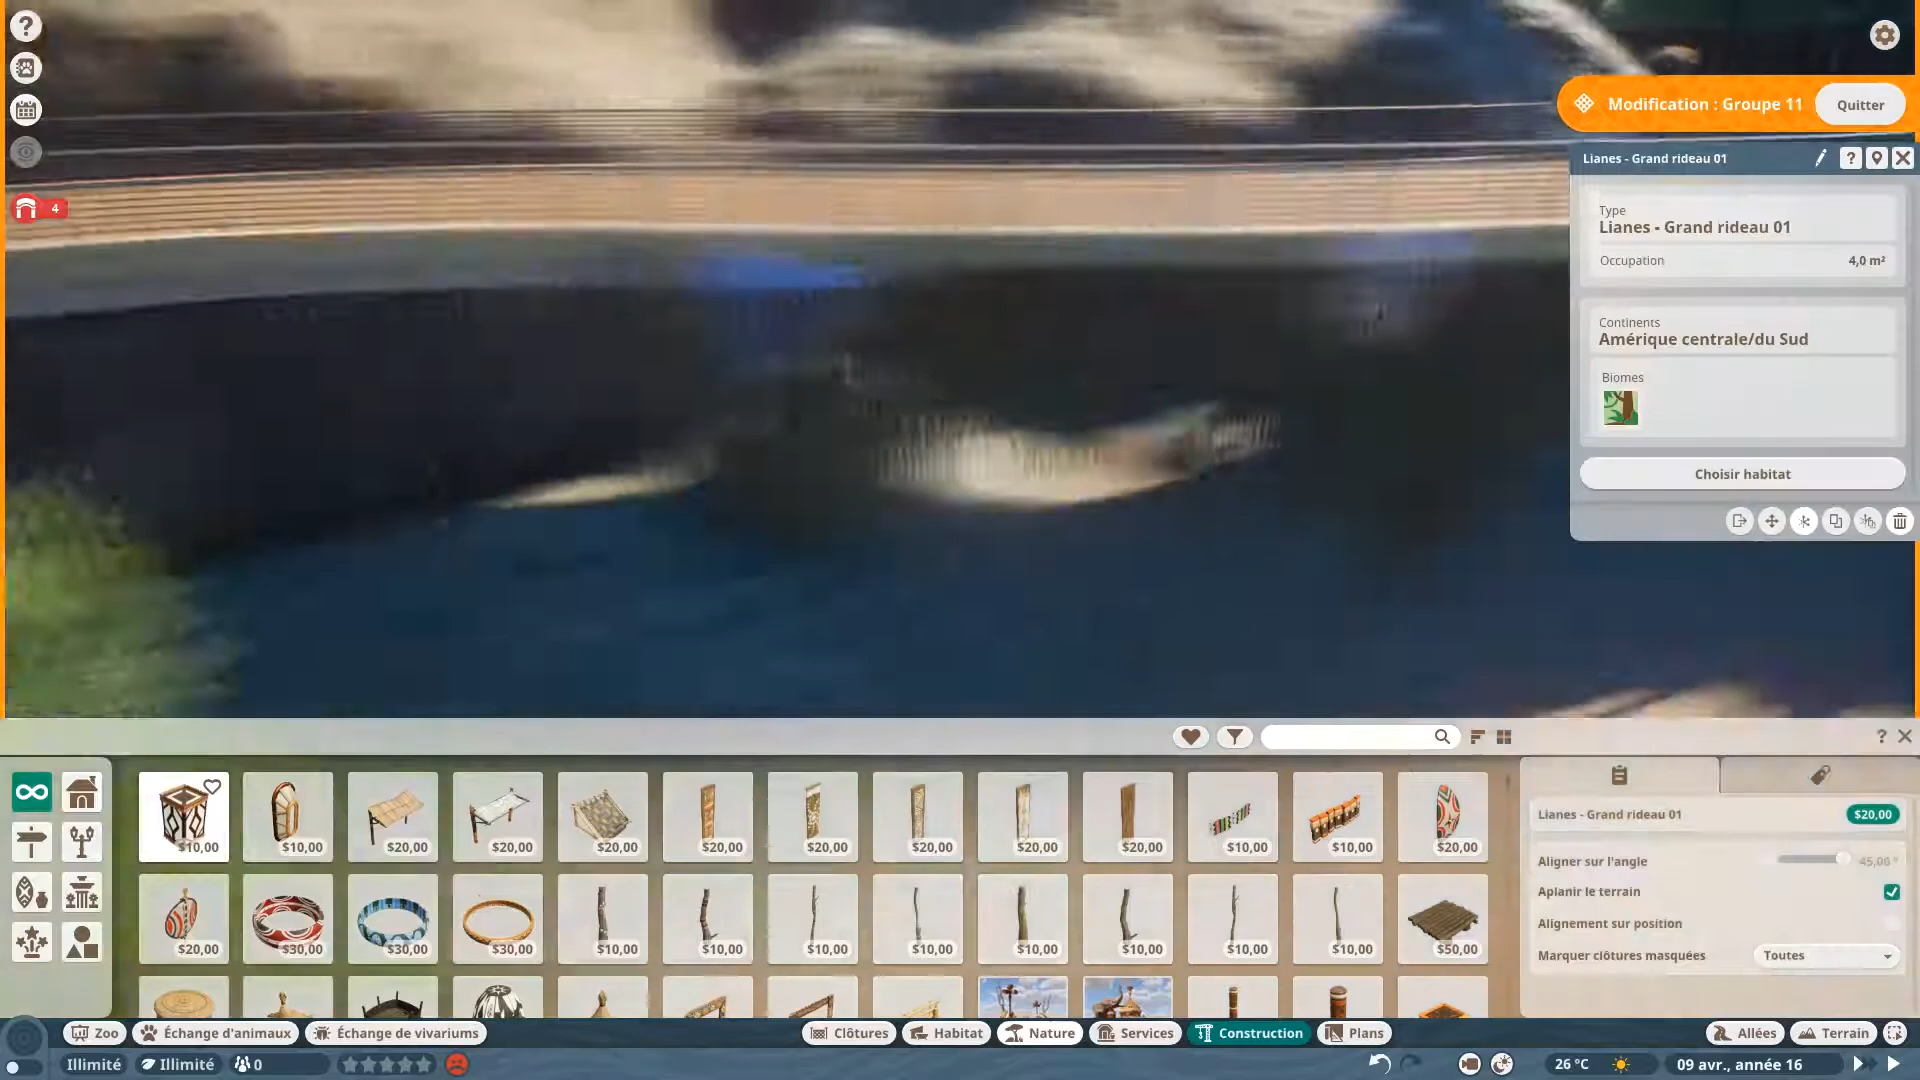 ?
Modification : Groupe 11
Quitter
4
Lianes - Grand rideau 01
?
Type
Lianes - Grand rideau 01
Occupation 4,0 m²
Continents
Amérique centrale/du Sud
Biomes
Choisir habitat
?
$10,00 $10,00 $20,00 $20,00 $20,00 $20,00 $20,00 $20,00 $20,00 $20,00 $10,00 $10,00 $20,00
$20,00 $30,00 $30,00 $30,00 $10,00 $10,00 $10,00 $10,00 $10,00 $10,00 $10,00 $10,00 $50,00
Lianes - Grand rideau 01 $20,00
Aligner sur l'angle 45,00 °
Aplanir le terrain
Alignement sur position
Marquer clôtures masquées Toutes
Zoo Échange d'animaux Échange de vivariums Clôtures Habitat Nature Services Construction Plans Allées Terrain
Illimité Illimité 0 26 °C 09 avr., année 16